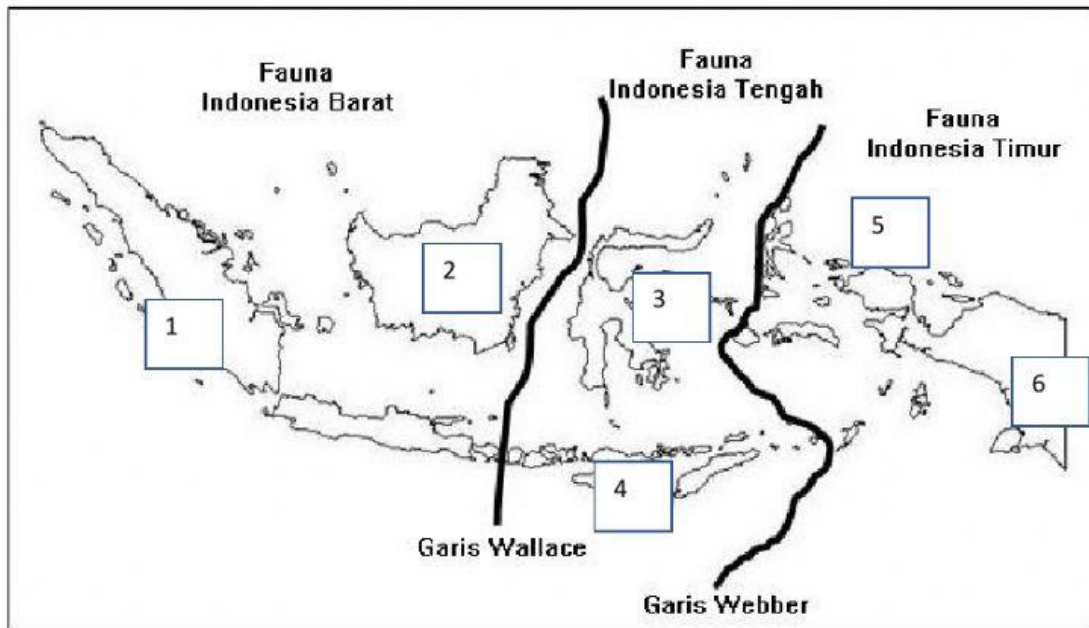 Fauna
Indonesia Barat
Fauna
Indonesia Tengah
Fauna
Indonesia Timur
5
2
3
1
6
4
Garis Wallace
Garis Webber